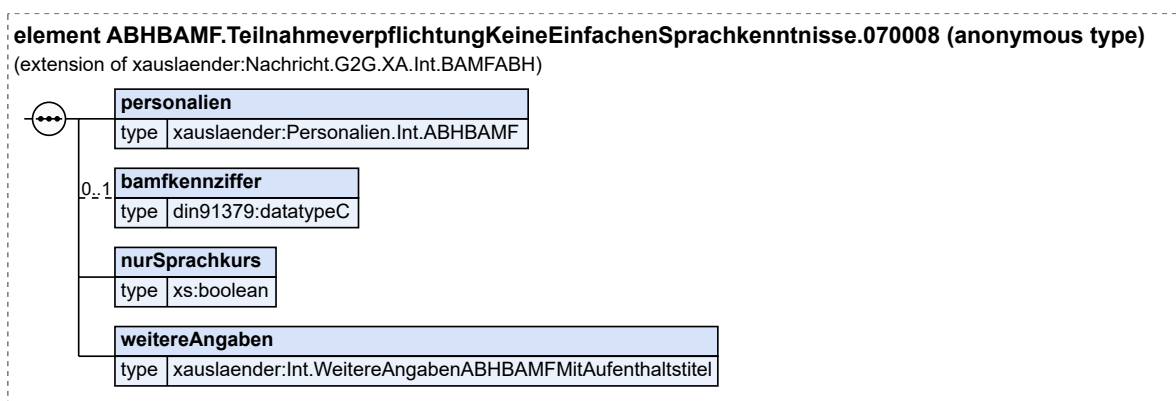 element ABHBAMF.TeilnahmeverpflichtungKeineEinfachenSprachkenntnisse.070008 (anonymous type)
(extension of xauslaender:Nachricht.G2G.XA.Int.BAMFABH)
personalien
type xauslaender:Personalien.Int.ABHBAMF
0..1 bamfkennziffer
type din91379:datatypeC
nurSprachkurs
type xs:boolean
weitereAngaben
type xauslaender:Int.WeitereAngabenABHBAMFMitAufenthaltstitel